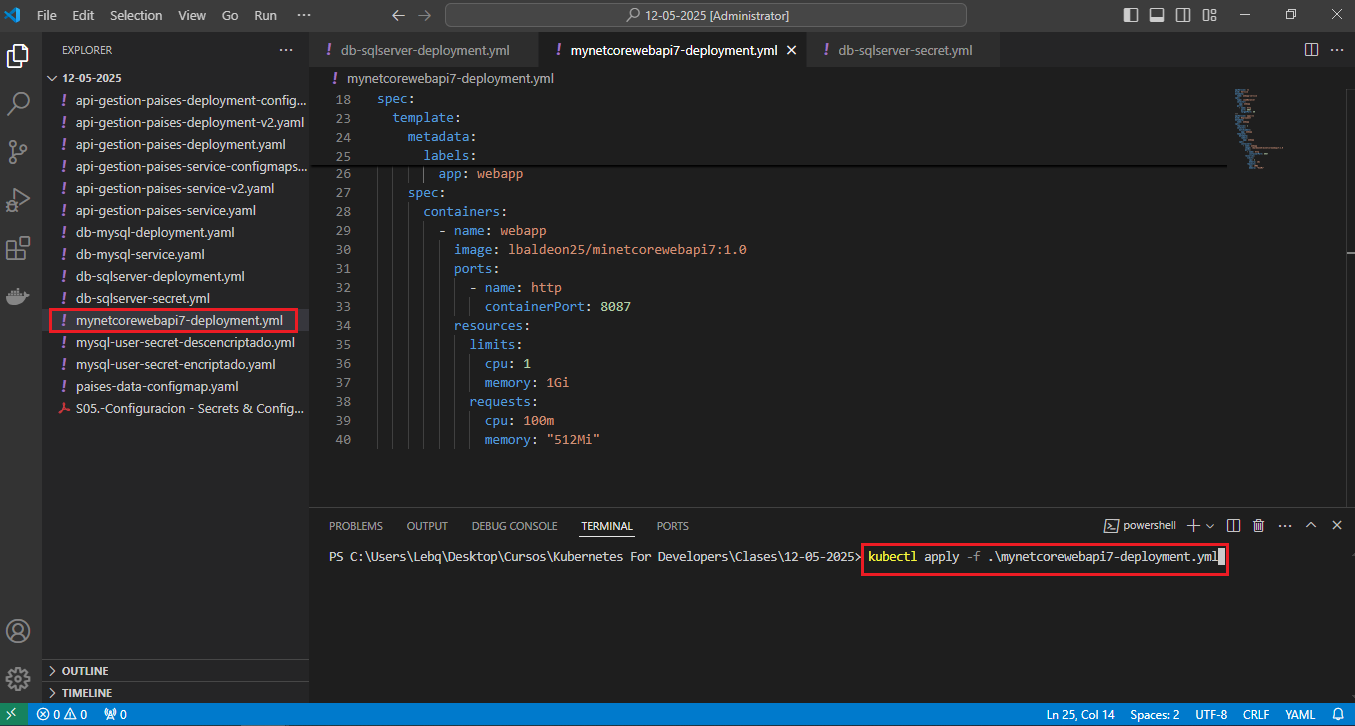 File Edit Selection View Go Run ···
12-05-2025 [Administrator]
EXPLORER ···
12-05-2025
! api-gestion-paises-deployment-config...
! api-gestion-paises-deployment-v2.yaml
! api-gestion-paises-deployment.yaml
! api-gestion-paises-service-configmaps...
! api-gestion-paises-service-v2.yaml
! api-gestion-paises-service.yaml
! db-mysql-deployment.yaml
! db-mysql-service.yaml
! db-sqlserver-deployment.yml
! db-sqlserver-secret.yml
! mynetcorewebapi7-deployment.yml
! mysql-user-secret-descencriptado.yml
! mysql-user-secret-encriptado.yaml
! paises-data-configmap.yaml
S05.-Configuracion - Secrets & Config...
OUTLINE
TIMELINE
! db-sqlserver-deployment.yml ! mynetcorewebapi7-deployment.yml ! db-sqlserver-secret.yml
! mynetcorewebapi7-deployment.yml
18 spec:
23 template:
24 metadata:
25 labels:
26 app: webapp
27 spec:
28 containers:
29 - name: webapp
30 image: lbaldeon25/minetcorewebapi7:1.0
31 ports:
32 - name: http
33 containerPort: 8087
34 resources:
35 limits:
36 cpu: 1
37 memory: 1Gi
38 requests:
39 cpu: 100m
40 memory: "512Mi"
PROBLEMS OUTPUT DEBUG CONSOLE TERMINAL PORTS powershell
PS C:\Users\Lebq\Desktop\Cursos\Kubernetes For Developers\Clases\12-05-2025> kubectl apply -f .\mynetcorewebapi7-deployment.yml
0 0 0 Ln 25, Col 14 Spaces: 2 UTF-8 CRLF YAML